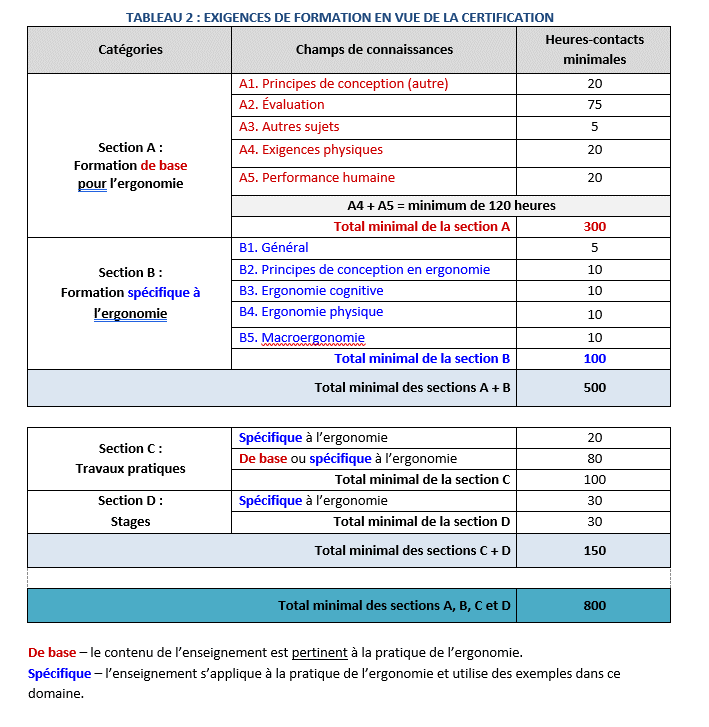 TABLEAU 2 : EXIGENCES DE FORMATION EN VUE DE LA CERTIFICATION
Catégories Champs de connaissances Heures-contacts minimales
Section A :
Formation de base
pour l'ergonomie
A1. Principes de conception (autre) 20
A2. Évaluation 75
A3. Autres sujets 5
A4. Exigences physiques 20
A5. Performance humaine 20
A4 + A5 = minimum de 120 heures
Total minimal de la section A 300
Section B :
Formation spécifique à
l'ergonomie
B1. Général 5
B2. Principes de conception en ergonomie 10
B3. Ergonomie cognitive 10
B4. Ergonomie physique 10
B5. Macroergonomie 10
Total minimal de la section B 100
Total minimal des sections A + B 500
Section C :
Travaux pratiques
Spécifique à l'ergonomie 20
De base ou spécifique à l'ergonomie 80
Total minimal de la section C 100
Section D :
Stages
Spécifique à l'ergonomie 30
Total minimal de la section D 30
Total minimal des sections C + D 150
Total minimal des sections A, B, C et D 800
De base – le contenu de l'enseignement est pertinent à la pratique de l'ergonomie.
Spécifique – l'enseignement s'applique à la pratique de l'ergonomie et utilise des exemples dans ce
domaine.